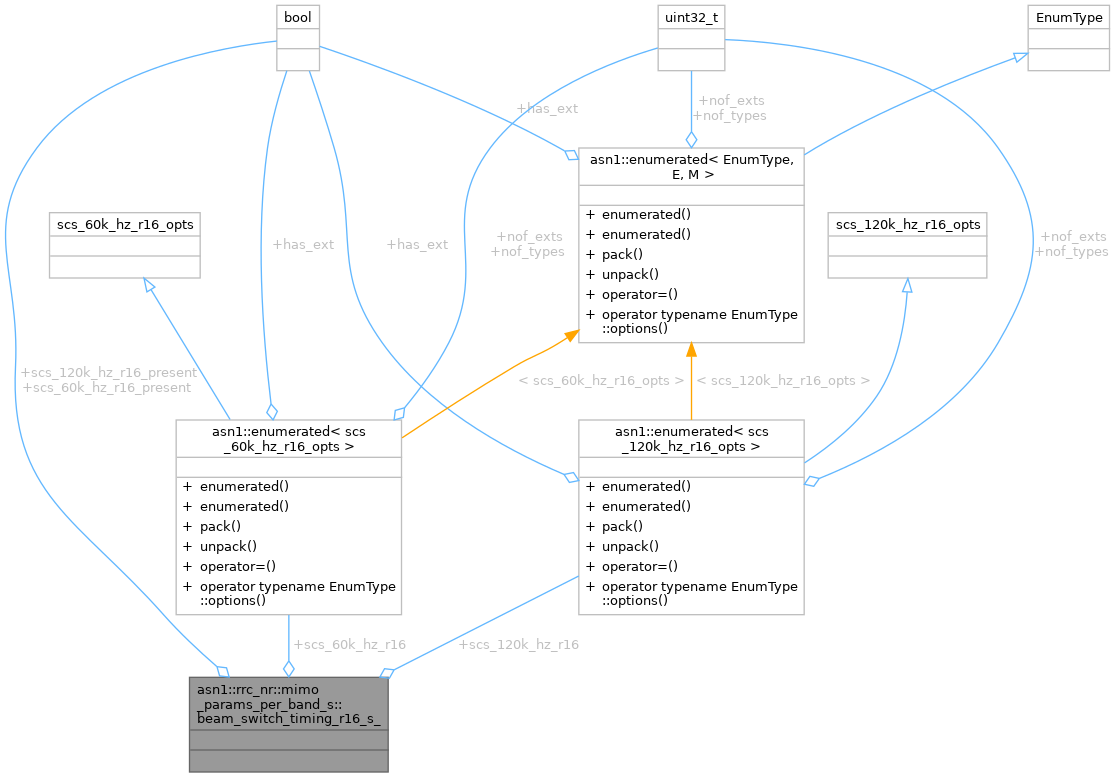 bool
uint32_t
EnumType
+has_ext
+nof_exts
+nof_types
asn1::enumerated< EnumType,
E, M >
+ enumerated()
+ enumerated()
+ pack()
+ unpack()
+ operator=()
+ operator typename EnumType
::options()
scs_60k_hz_r16_opts
scs_120k_hz_r16_opts
+has_ext
+has_ext
+nof_exts
+nof_types
+nof_exts
+nof_types
+scs_120k_hz_r16_present
+scs_60k_hz_r16_present
< scs_60k_hz_r16_opts >
< scs_120k_hz_r16_opts >
asn1::enumerated< scs
_60k_hz_r16_opts >
+ enumerated()
+ enumerated()
+ pack()
+ unpack()
+ operator=()
+ operator typename EnumType
::options()
asn1::enumerated< scs
_120k_hz_r16_opts >
+ enumerated()
+ enumerated()
+ pack()
+ unpack()
+ operator=()
+ operator typename EnumType
::options()
+scs_60k_hz_r16
+scs_120k_hz_r16
asn1::rrc_nr::mimo
_params_per_band_s::
beam_switch_timing_r16_s_